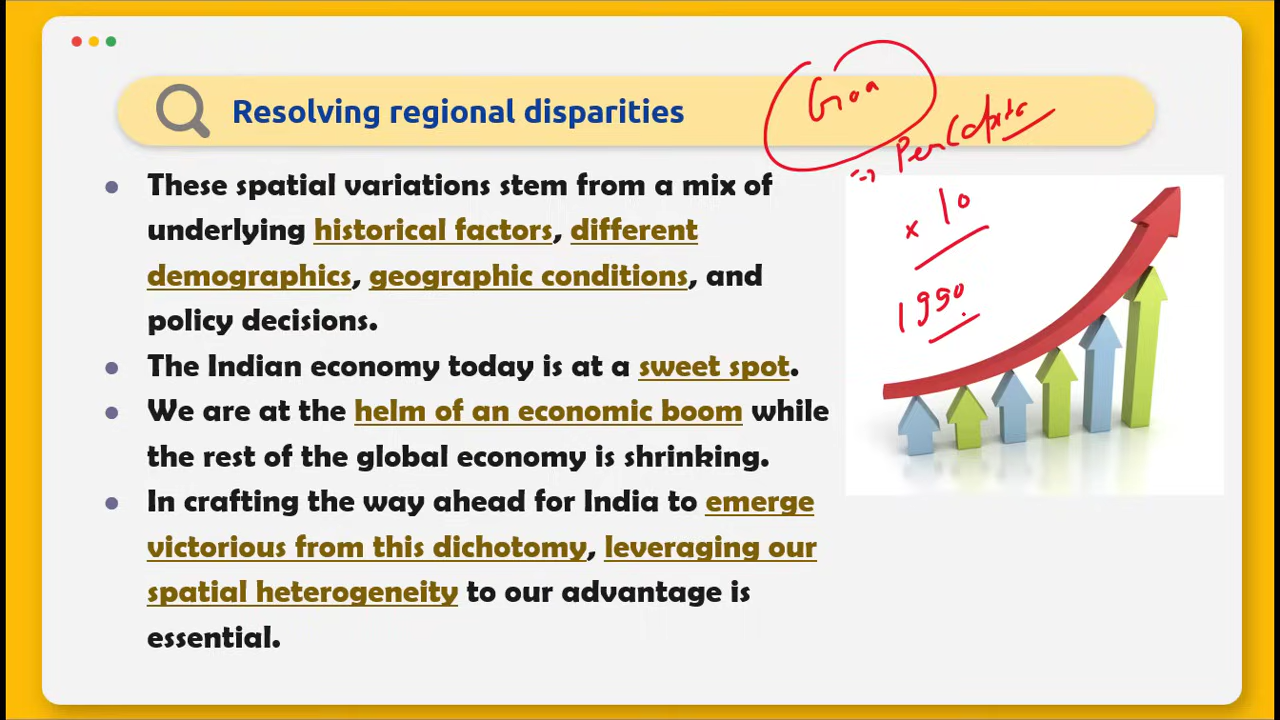 Resolving regional disparities
Goa
Per Capita
× 10
1990
• These spatial variations stem from a mix of
underlying historical factors, different
demographics, geographic conditions, and
policy decisions.
• The Indian economy today is at a sweet spot.
• We are at the helm of an economic boom while
the rest of the global economy is shrinking.
• In crafting the way ahead for India to emerge
victorious from this dichotomy, leveraging our
spatial heterogeneity to our advantage is
essential.